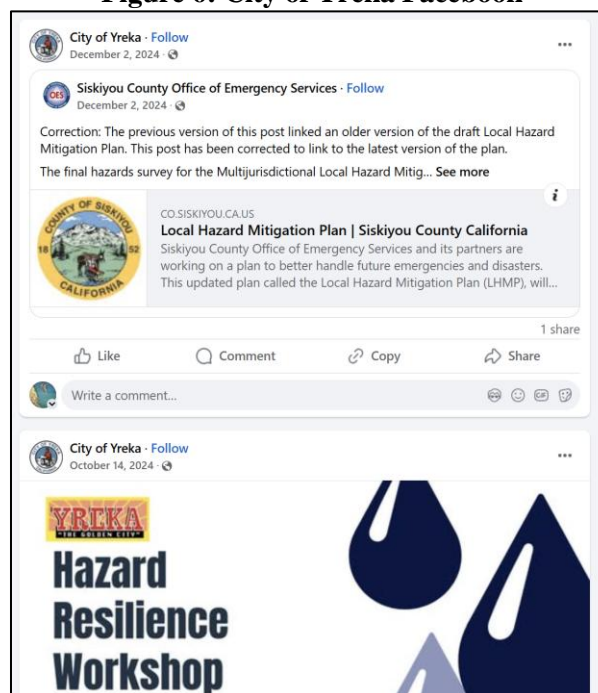 Figure 6: City of Yreka Facebook
City of Yreka · Follow
December 2, 2024 ·
OES
Siskiyou County Office of Emergency Services · Follow
December 2, 2024 ·
Correction: The previous version of this post linked an older version of the draft Local Hazard
Mitigation Plan. This post has been corrected to link to the latest version of the plan.
The final hazards survey for the Multijurisdictional Local Hazard Mitig... See more
COUNTY OF SISKIYOU
18 52
CALIFORNIA
CO.SISKIYOU.CA.US
Local Hazard Mitigation Plan | Siskiyou County California
Siskiyou County Office of Emergency Services and its partners are
working on a plan to better handle future emergencies and disasters.
This updated plan called the Local Hazard Mitigation Plan (LHMP), will...
1 share
Like Comment Copy Share
Write a comment...
GIF
City of Yreka · Follow
October 14, 2024 ·
YREKA
"THE GOLDEN CITY"
Hazard
Resilience
Workshop